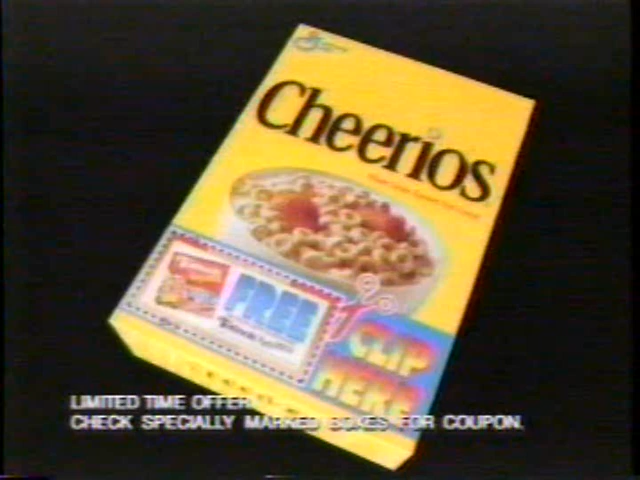 Cheerios
FREE
CLIP
HERE
LIMITED TIME OFFER.
CHECK SPECIALLY MARKED BOXES FOR COUPON.